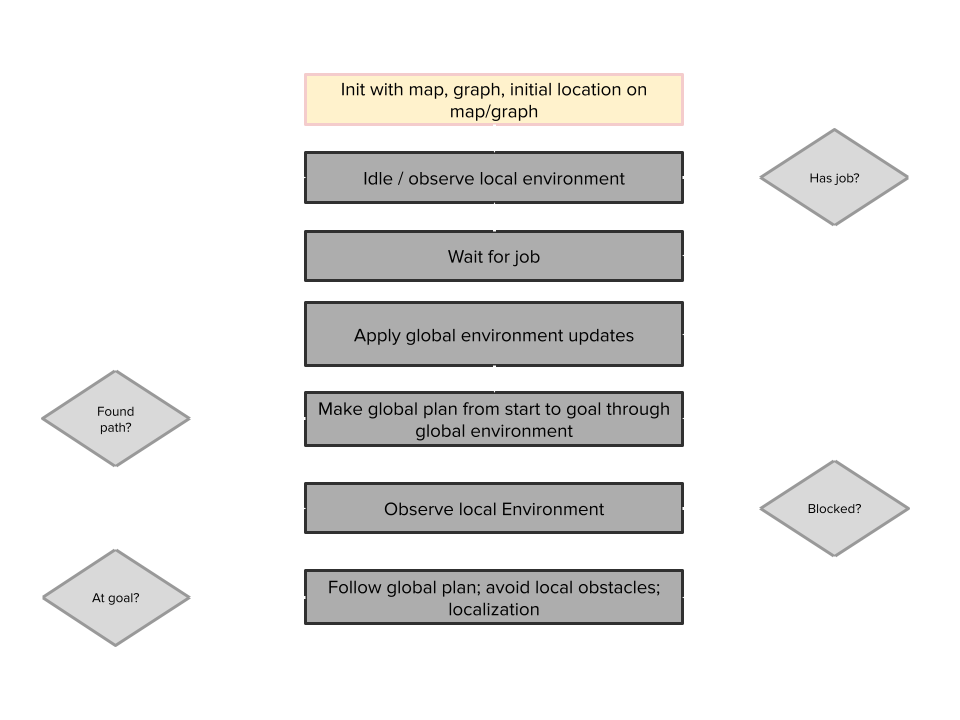 Init with map, graph, initial location on
map/graph
Idle / observe local environment
Has job?
Wait for job
Apply global environment updates
Found
path?
Make global plan from start to goal through
global environment
Observe local Environment
Blocked?
At goal?
Follow global plan; avoid local obstacles;
localization